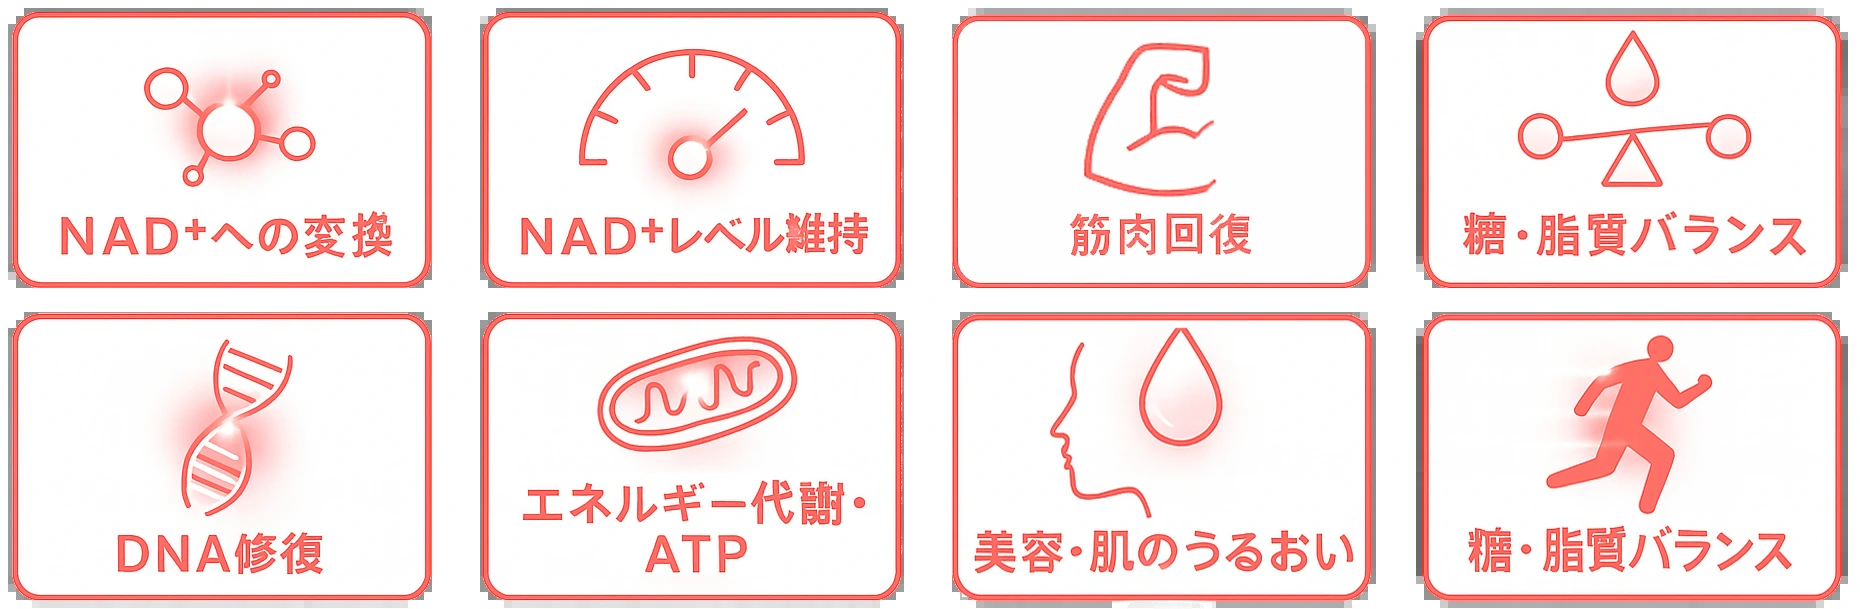 NAD⁺への変換
NAD⁺レベル維持
筋肉回復
糖・脂質バランス
DNA修復
エネルギー代謝・
ATP
美容・肌のうるおい
糖・脂質バランス